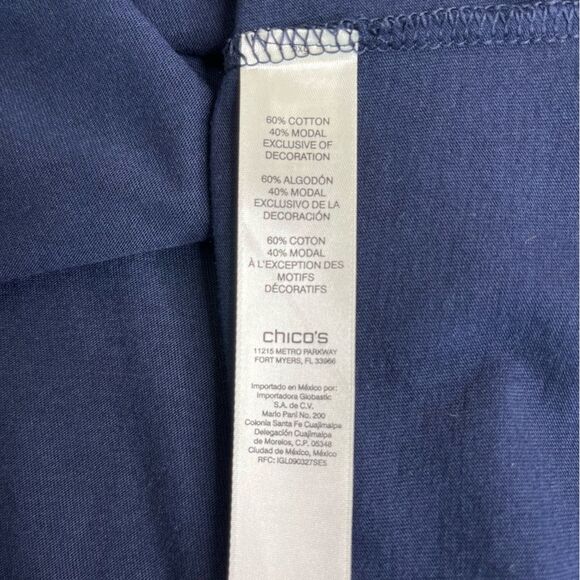 60% COTTON
40% MODAL
EXCLUSIVE OF
DECORATION
60% ALGODÓN
40% MODAL
EXCLUSIVO DE LA
DECORACIÓN
60% COTON
40% MODAL
À L'EXCEPTION DES
MOTIFS
DÉCORATIFS
chico's
11215 METRO PARKWAY
FORT MYERS, FL 33966
Importado en México por:
Importadora Globastic
S.A. de C.V.
Mario Pani No. 200
Colonia Santa Fe Cuajimalpa
Delegación Cuajimalpa
de Morelos, C.P. 05348
Ciudad de México, México
RFC: IGL090327SE5